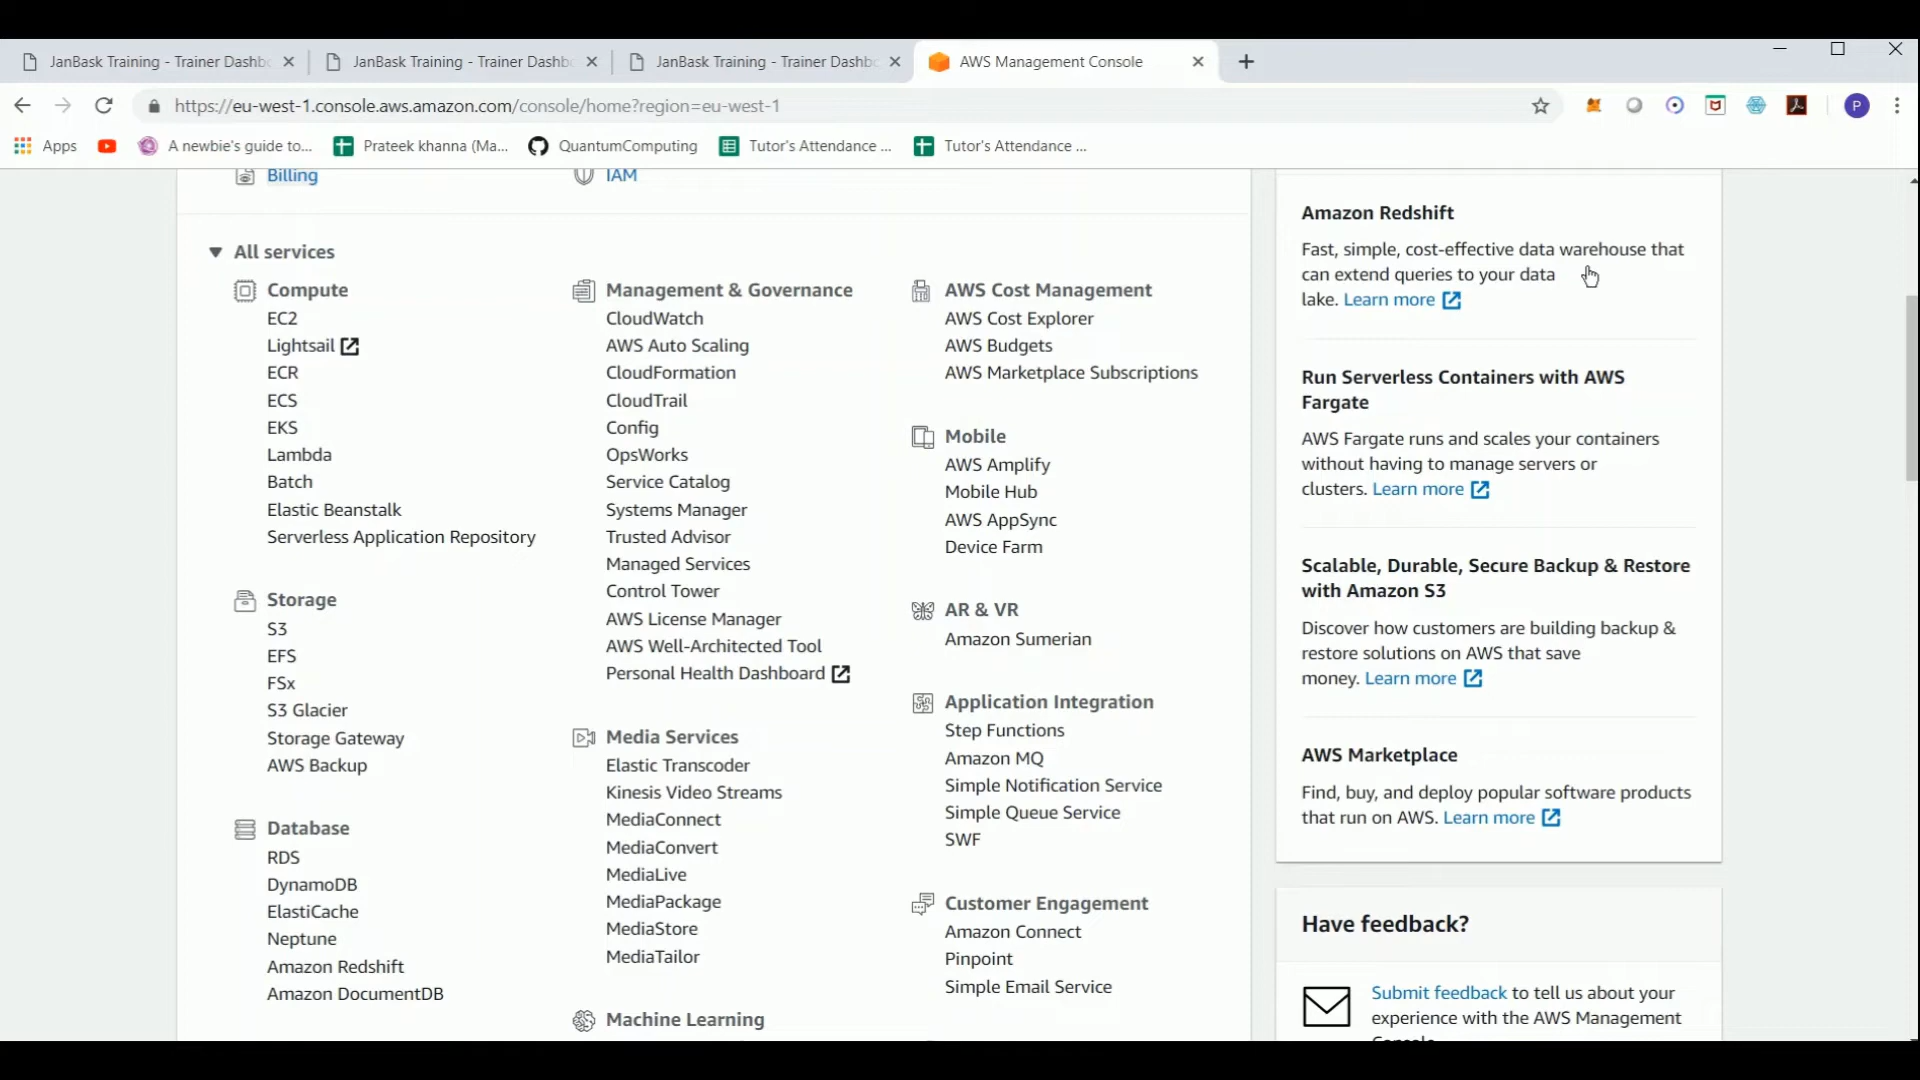 JanBask Training - Trainer Dashb
JanBask Training - Trainer Dashb
JanBask Training - Trainer Dashb
AWS Management Console
https://eu-west-1.console.aws.amazon.com/console/home?region=eu-west-1
P
Apps
A newbie's guide to...
Prateek khanna (Ma...
QuantumComputing
Tutor's Attendance ...
Tutor's Attendance ...
Billing
IAM
All services
Compute
EC2
Lightsail
ECR
ECS
EKS
Lambda
Batch
Elastic Beanstalk
Serverless Application Repository
Storage
S3
EFS
FSx
S3 Glacier
Storage Gateway
AWS Backup
Database
RDS
DynamoDB
ElastiCache
Neptune
Amazon Redshift
Amazon DocumentDB
Management & Governance
CloudWatch
AWS Auto Scaling
CloudFormation
CloudTrail
Config
OpsWorks
Service Catalog
Systems Manager
Trusted Advisor
Managed Services
Control Tower
AWS License Manager
AWS Well-Architected Tool
Personal Health Dashboard
Media Services
Elastic Transcoder
Kinesis Video Streams
MediaConnect
MediaConvert
MediaLive
MediaPackage
MediaStore
MediaTailor
Machine Learning
AWS Cost Management
AWS Cost Explorer
AWS Budgets
AWS Marketplace Subscriptions
Mobile
AWS Amplify
Mobile Hub
AWS AppSync
Device Farm
AR & VR
Amazon Sumerian
Application Integration
Step Functions
Amazon MQ
Simple Notification Service
Simple Queue Service
SWF
Customer Engagement
Amazon Connect
Pinpoint
Simple Email Service
Amazon Redshift
Fast, simple, cost-effective data warehouse that
can extend queries to your data
lake. Learn more
Run Serverless Containers with AWS
Fargate
AWS Fargate runs and scales your containers
without having to manage servers or
clusters. Learn more
Scalable, Durable, Secure Backup & Restore
with Amazon S3
Discover how customers are building backup &
restore solutions on AWS that save
money. Learn more
AWS Marketplace
Find, buy, and deploy popular software products
that run on AWS. Learn more
Have feedback?
Submit feedback to tell us about your
experience with the AWS Management